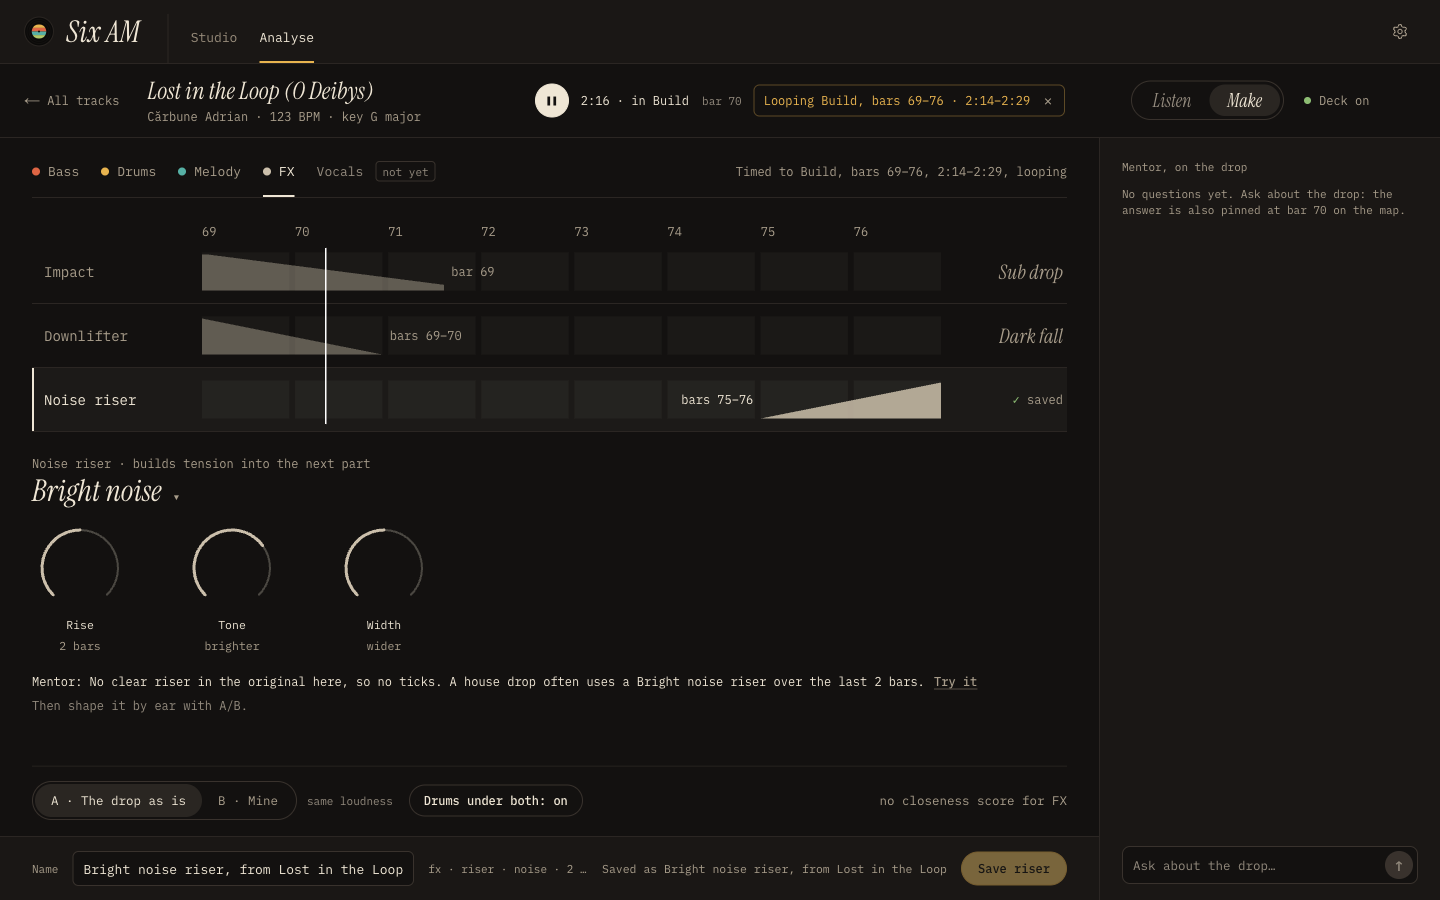 Six AM
Studio
Analyse
← All tracks
Lost in the Loop (O Deibys)
Cărbune Adrian · 123 BPM · key G major
2:16 · in Build
bar 70
Looping Build, bars 69–76 · 2:14–2:29 ×
Listen
Make
Deck on
Bass
Drums
Melody
FX
Vocals
not yet
Timed to Build, bars 69–76, 2:14–2:29, looping
69 70 71 72 73 74 75 76
Impact
bar 69
Sub drop
Downlifter
bars 69–70
Dark fall
Noise riser
bars 75–76
✓ saved
Noise riser · builds tension into the next part
Bright noise ▾
Rise
2 bars
Tone
brighter
Width
wider
Mentor: No clear riser in the original here, so no ticks. A house drop often uses a Bright noise riser over the last 2 bars. Try it
Then shape it by ear with A/B.
A · The drop as is
B · Mine
same loudness
Drums under both: on
no closeness score for FX
Name
Bright noise riser, from Lost in the Loop
fx · riser · noise · 2 …
Saved as Bright noise riser, from Lost in the Loop
Save riser
Mentor, on the drop
No questions yet. Ask about the drop: the
answer is also pinned at bar 70 on the map.
Ask about the drop…
↑